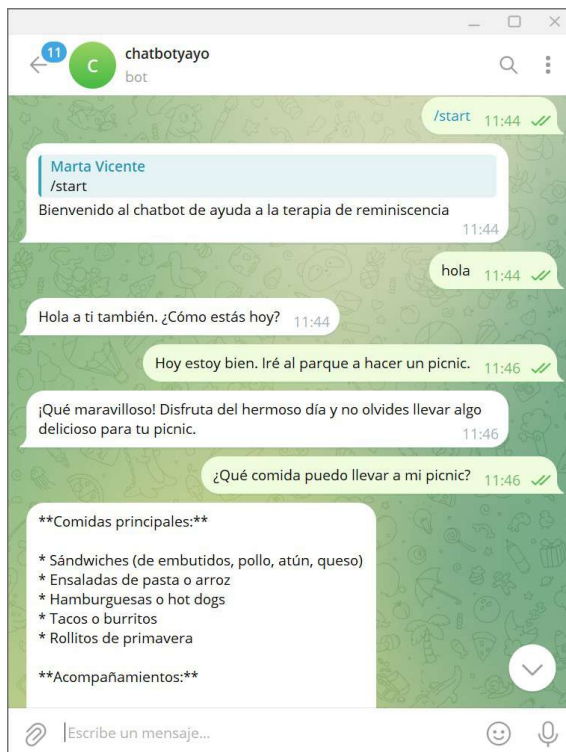 11
C
chatbotyayo
bot
/start 11:44
Marta Vicente
/start
Bienvenido al chatbot de ayuda a la terapia de reminiscencia
11:44
hola 11:44
Hola a ti también. ¿Cómo estás hoy? 11:44
Hoy estoy bien. Iré al parque a hacer un picnic. 11:46
¡Qué maravilloso! Disfruta del hermoso día y no olvides llevar algo
delicioso para tu picnic. 11:46
¿Qué comida puedo llevar a mi picnic? 11:46
**Comidas principales:**
* Sándwiches (de embutidos, pollo, atún, queso)
* Ensaladas de pasta o arroz
* Hamburguesas o hot dogs
* Tacos o burritos
* Rollitos de primavera
**Acompañamientos:**
Escribe un mensaje...